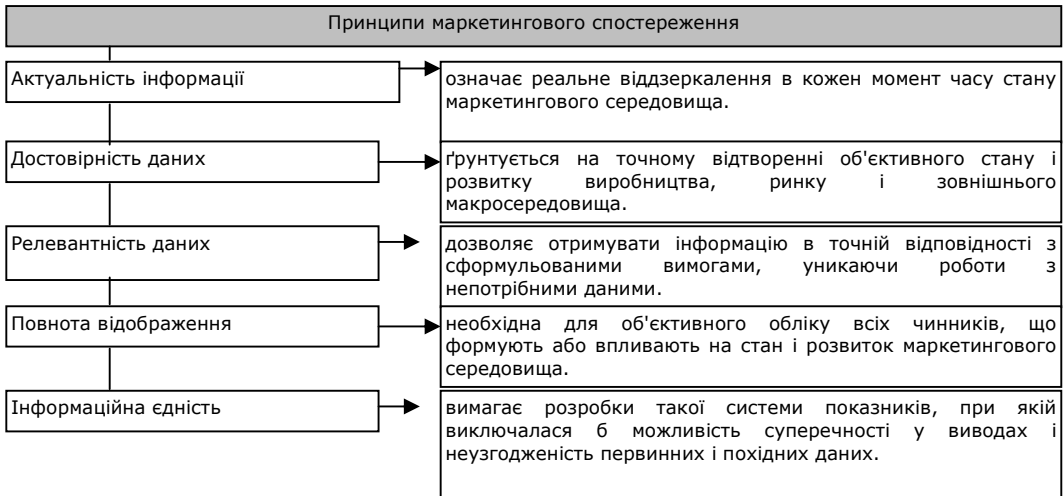 Принципи маркетингового спостереження
Актуальність інформації
означає реальне віддзеркалення в кожен момент часу стану
маркетингового середовища.
Достовірність даних
ґрунтується на точному відтворенні об'єктивного стану і
розвитку виробництва, ринку і зовнішнього
макросередовища.
Релевантність даних
дозволяє отримувати інформацію в точній відповідності з
сформульованими вимогами, уникаючи роботи з
непотрібними даними.
Повнота відображення
необхідна для об'єктивного обліку всіх чинників, що
формують або впливають на стан і розвиток маркетингового
середовища.
Інформаційна єдність
вимагає розробки такої системи показників, при якій
виключалася б можливість суперечності у виводах і
неузгодженість первинних і похідних даних.